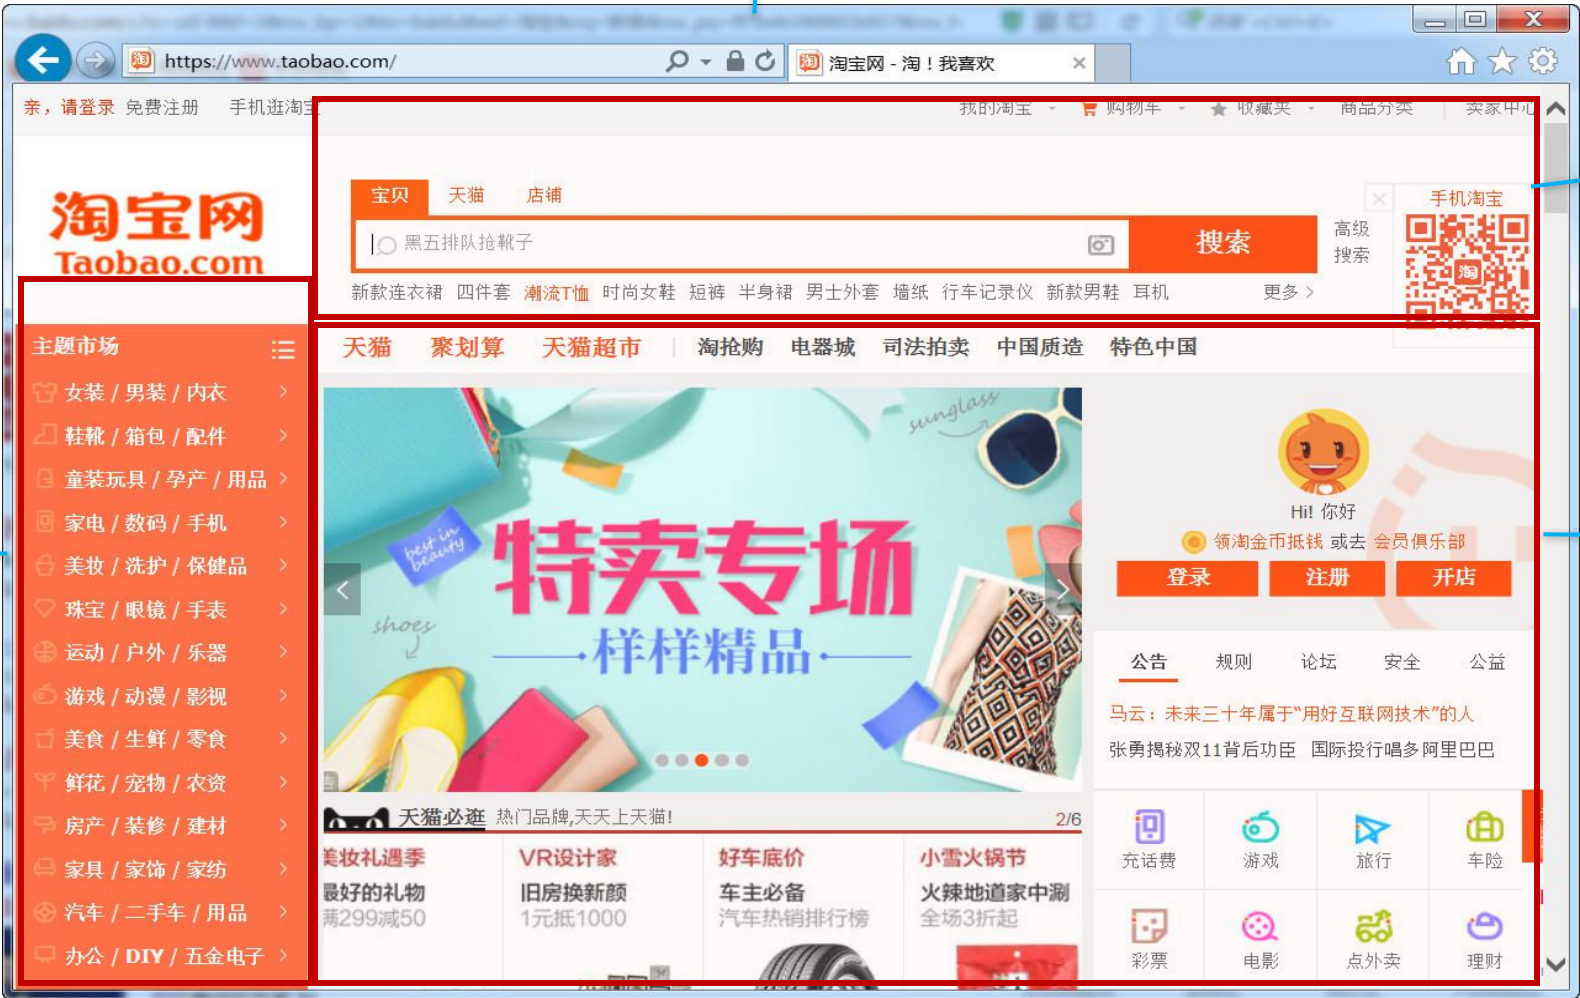 https://www.taobao.com/
淘宝网 - 淘！我喜欢
亲，请登录 免费注册 手机逛淘宝
我的淘宝 购物车 收藏夹 商品分类 卖家中心
淘宝网
Taobao.com
宝贝 天猫 店铺
黑五排队抢靴子
搜索
高级
搜索
手机淘宝
淘
新款连衣裙 四件套 潮流T恤 时尚女鞋 短裤 半身裙 男士外套 墙纸 行车记录仪 新款男鞋 耳机 更多 >
主题市场
女装 / 男装 / 内衣
鞋靴 / 箱包 / 配件
童装玩具 / 孕产 / 用品
家电 / 数码 / 手机
美妆 / 洗护 / 保健品
珠宝 / 眼镜 / 手表
运动 / 户外 / 乐器
游戏 / 动漫 / 影视
美食 / 生鲜 / 零食
鲜花 / 宠物 / 农资
房产 / 装修 / 建材
家具 / 家饰 / 家纺
汽车 / 二手车 / 用品
办公 / DIY / 五金电子
天猫 聚划算 天猫超市 | 淘抢购 电器城 司法拍卖 中国质造 特色中国
sunglass
best in
beauty
shoes
特卖专场
样样精品
Hi! 你好
领淘金币抵钱 或去 会员俱乐部
登录 注册 开店
公告 规则 论坛 安全 公益
马云：未来三十年属于“用好互联网技术”的人
张勇揭秘双11背后功臣 国际投行唱多阿里巴巴
天猫必逛 热门品牌,天天上天猫! 2/6
美妆礼遇季
最好的礼物
满299减50
VR设计家
旧房换新颜
1元抵1000
好车底价
车主必备
汽车热销排行榜
小雪火锅节
火辣地道家中涮
全场3折起
充话费 游戏 旅行 车险
彩票 电影 点外卖 理财